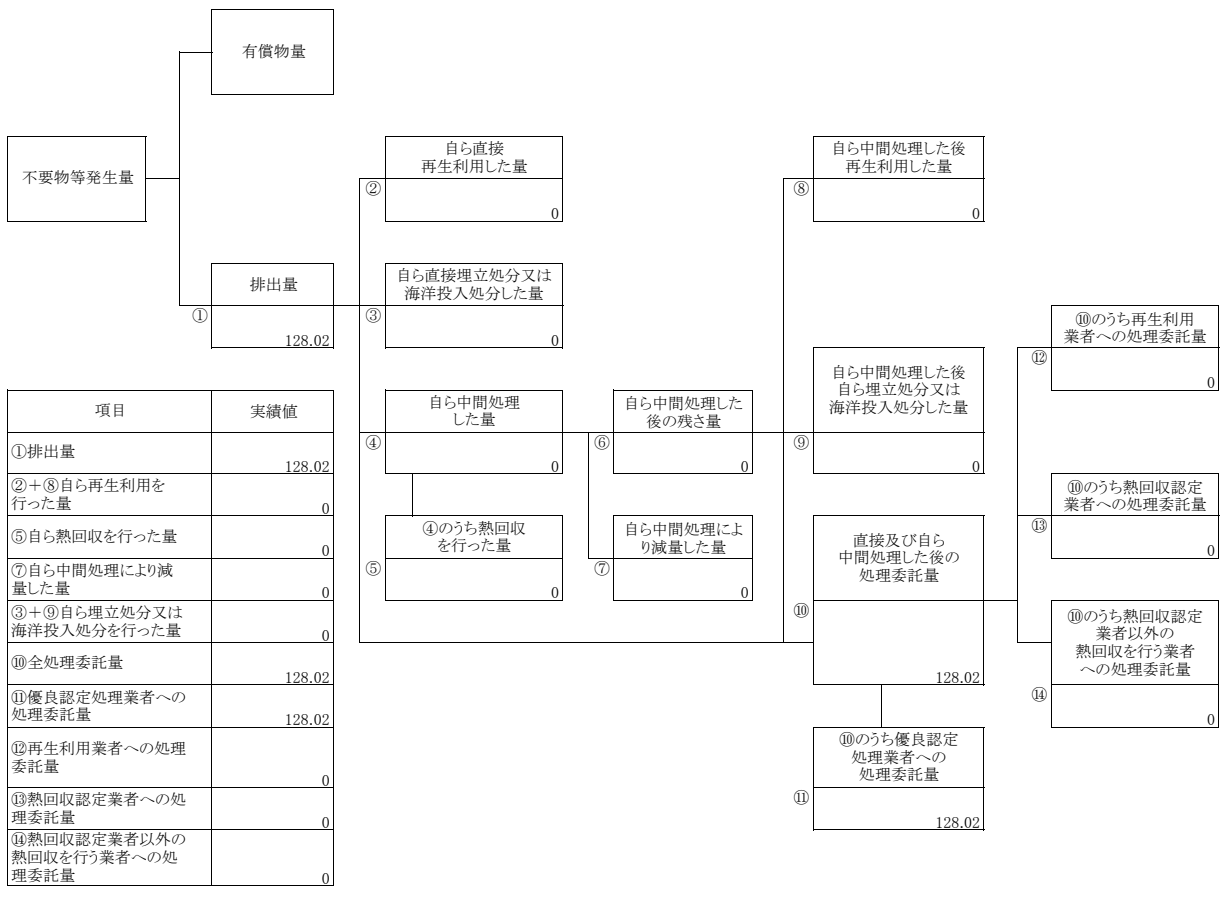 有償物量
不要物等発生量
排出量
①
128.02
自ら直接
再生利用した量
②
0
自ら直接埋立処分又は
海洋投入処分した量
③
0
自ら中間処理
した量
④
0
④のうち熱回収
を行った量
⑤
0
自ら中間処理した
後の残さ量
⑥
0
自ら中間処理によ
り減量した量
⑦
0
自ら中間処理した後
再生利用した量
⑧
0
自ら中間処理した後
自ら埋立処分又は
海洋投入処分した量
⑨
0
直接及び自ら
中間処理した後の
処理委託量
⑩
128.02
⑩のうち優良認定
処理業者への
処理委託量
⑪
128.02
⑩のうち再生利用
業者への処理委託量
⑫
0
⑩のうち熱回収認定
業者への処理委託量
⑬
0
⑩のうち熱回収認定
業者以外の
熱回収を行う業者
への処理委託量
⑭
0
項目 実績値
①排出量
128.02
②+⑧自ら再生利用を
行った量
0
⑤自ら熱回収を行った量
0
⑦自ら中間処理により減
量した量
0
③+⑨自ら埋立処分又は
海洋投入処分を行った量
0
⑩全処理委託量
128.02
⑪優良認定処理業者への
処理委託量
128.02
⑫再生利用業者への処理
委託量
0
⑬熱回収認定業者への処
理委託量
0
⑭熱回収認定業者以外の
熱回収を行う業者への処
理委託量
0